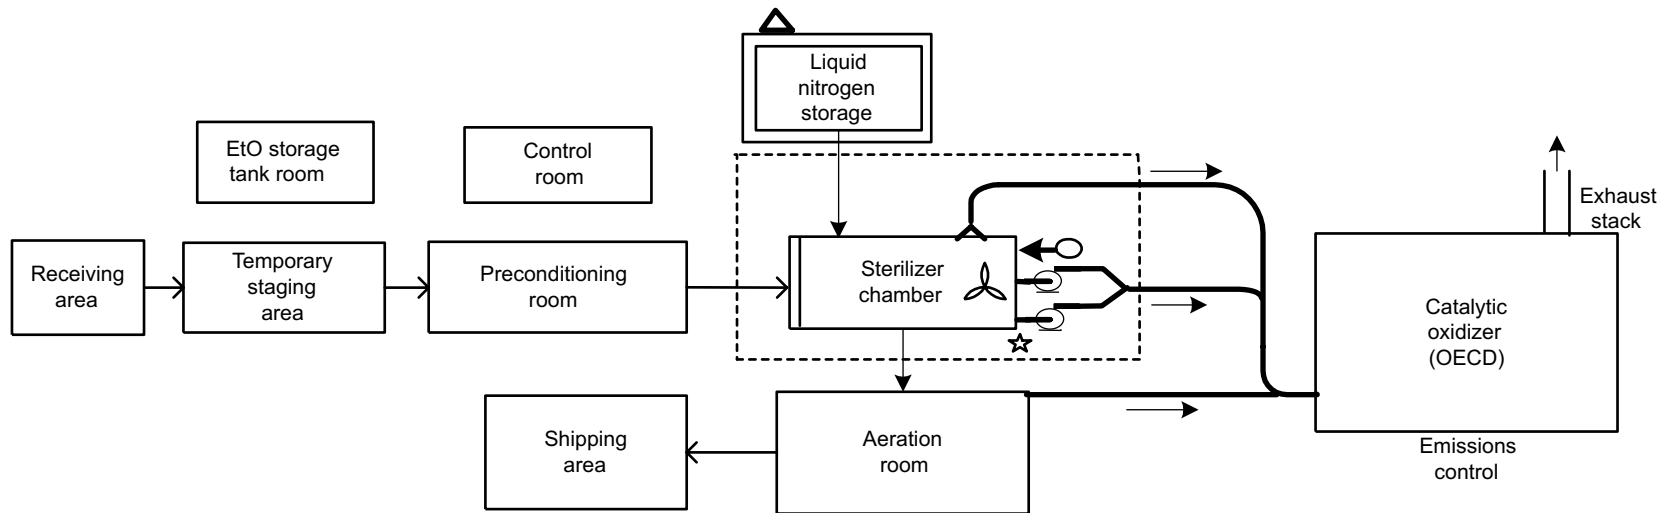 Liquid
nitrogen
storage
EtO storage
tank room
Control
room
Exhaust
stack
Receiving
area
Temporary
staging
area
Preconditioning
room
Sterilizer
chamber
Catalytic
oxidizer
(OECD)
Shipping
area
Aeration
room
Emissions
control